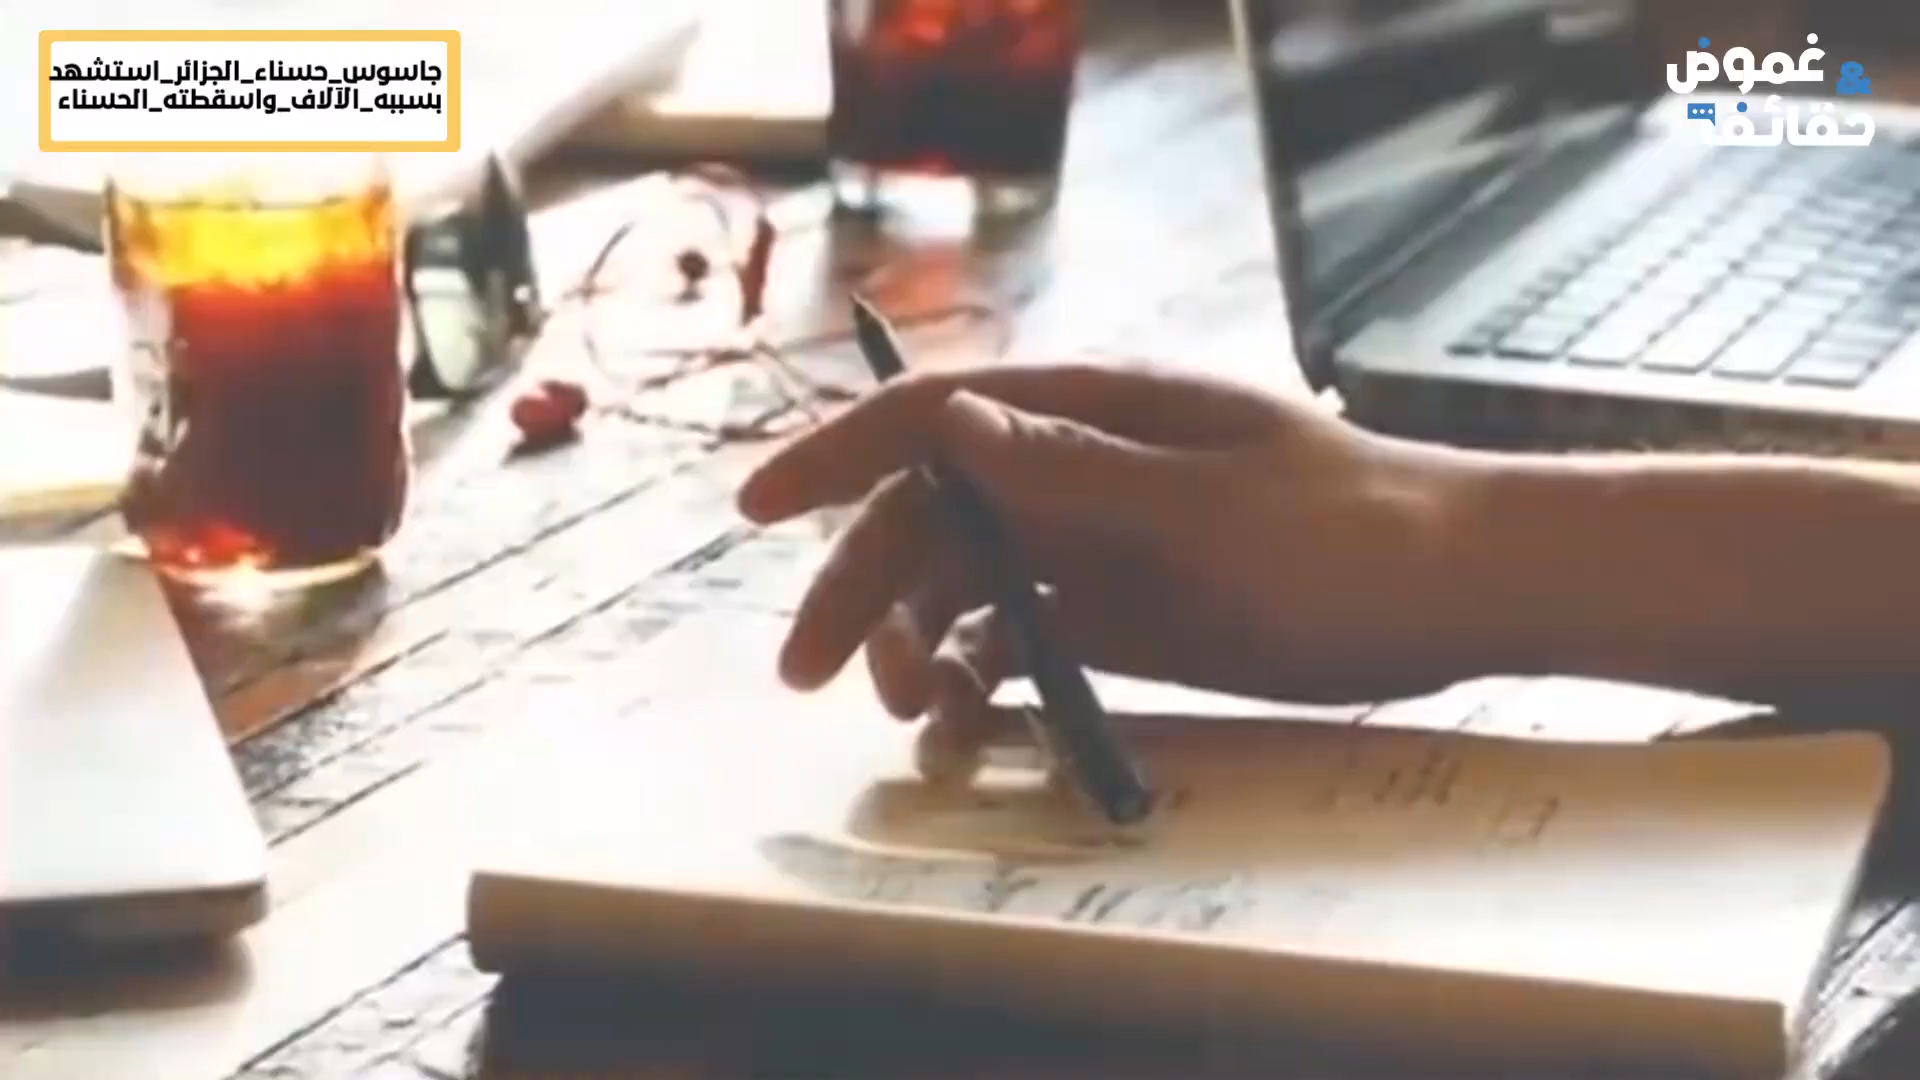 جاسوس_حسناء_الجزائر_استشهد
بسببه_الآلاف_واسقطته_الحسناء
غموض
& حقائق